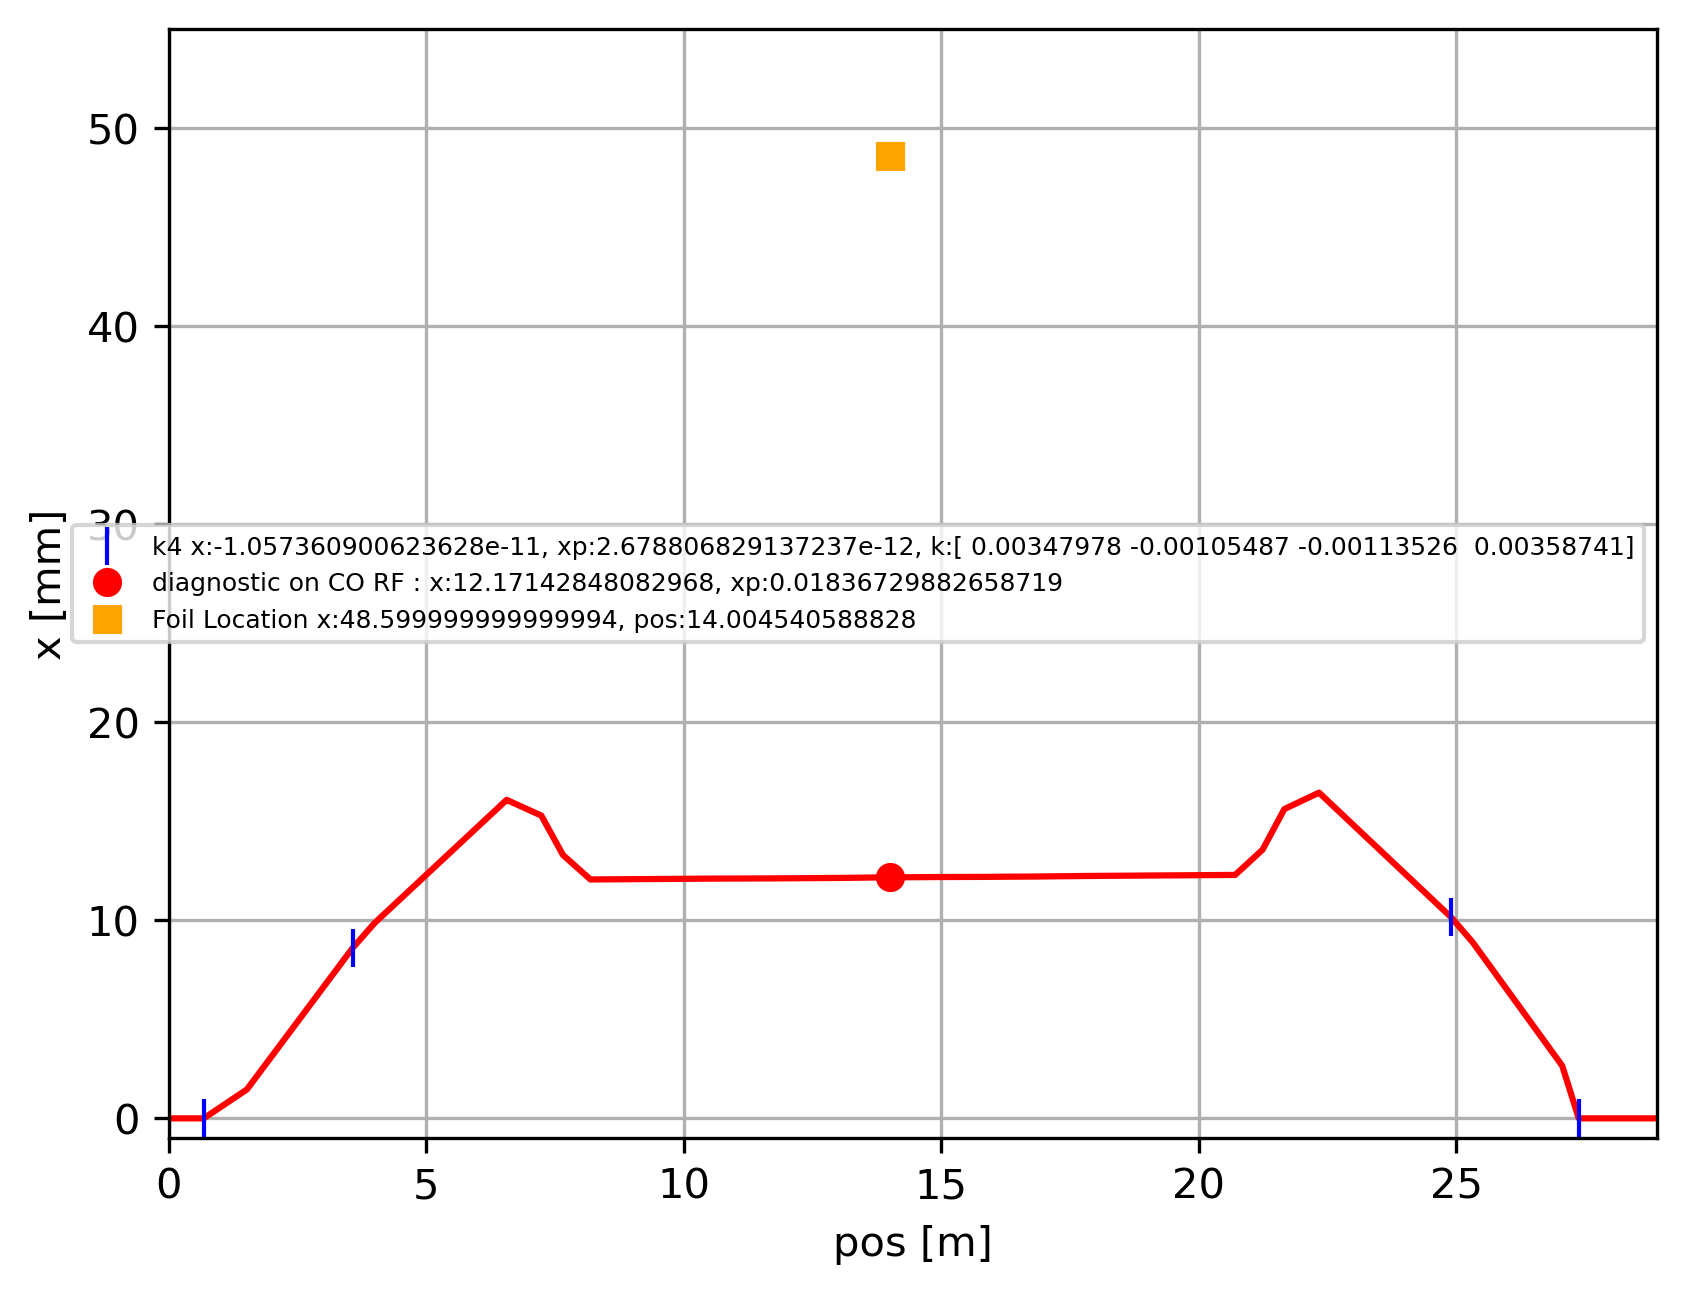 50
40
30
20
10
0
x [mm]
k4 x:-1.057360900623628e-11, xp:2.678806829137237e-12, k:[ 0.00347978 -0.00105487 -0.00113526  0.00358741]
diagnostic on CO RF : x:12.17142848082968, xp:0.01836729882658719
Foil Location x:48.599999999999994, pos:14.004540588828
0 5 10 15 20 25
pos [m]